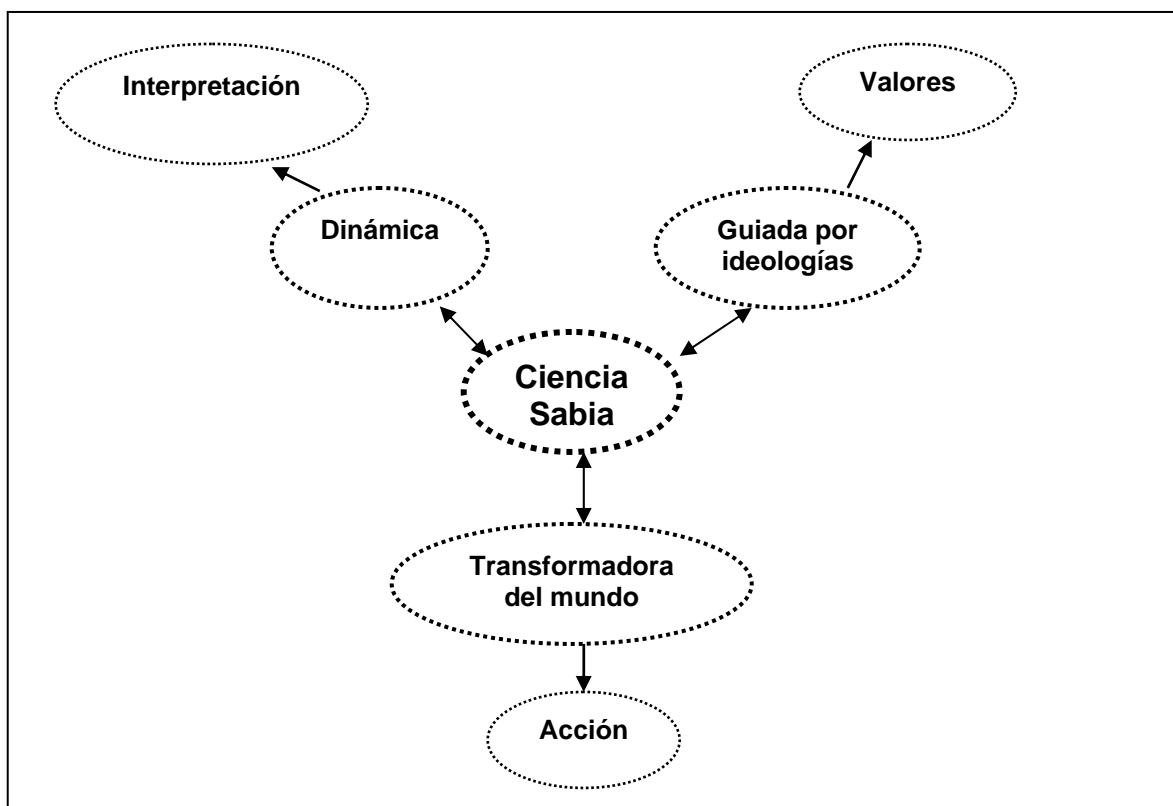 Interpretación
Valores
Dinámica
Guiada por
ideologías
Ciencia
Sabia
Transformadora
del mundo
Acción